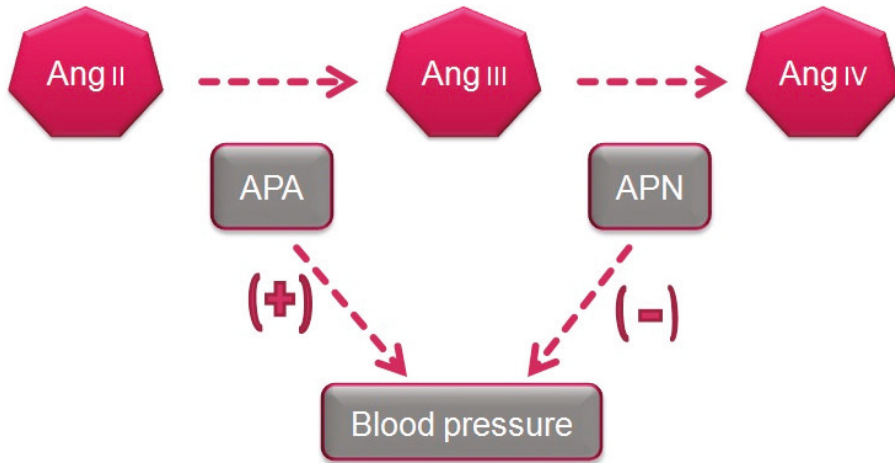 Ang II
Ang III
Ang IV
APA
APN
(+)
(-)
Blood pressure